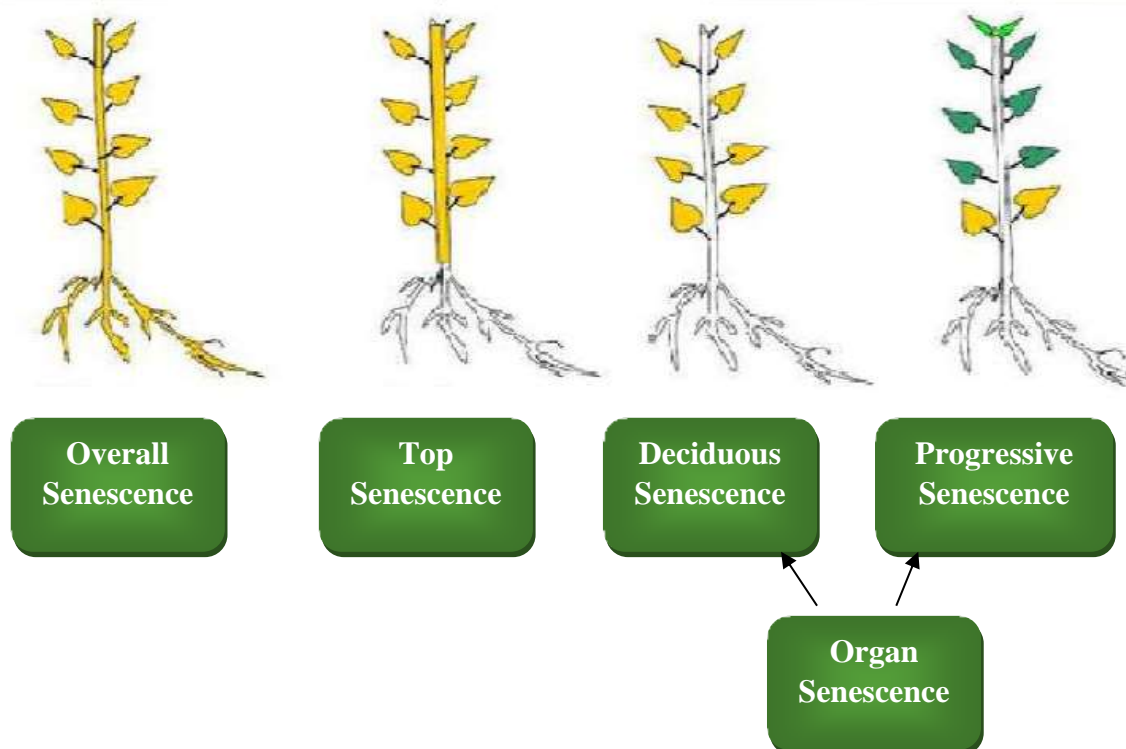 Overall
Senescence
Top
Senescence
Deciduous
Senescence
Progressive
Senescence
Organ
Senescence